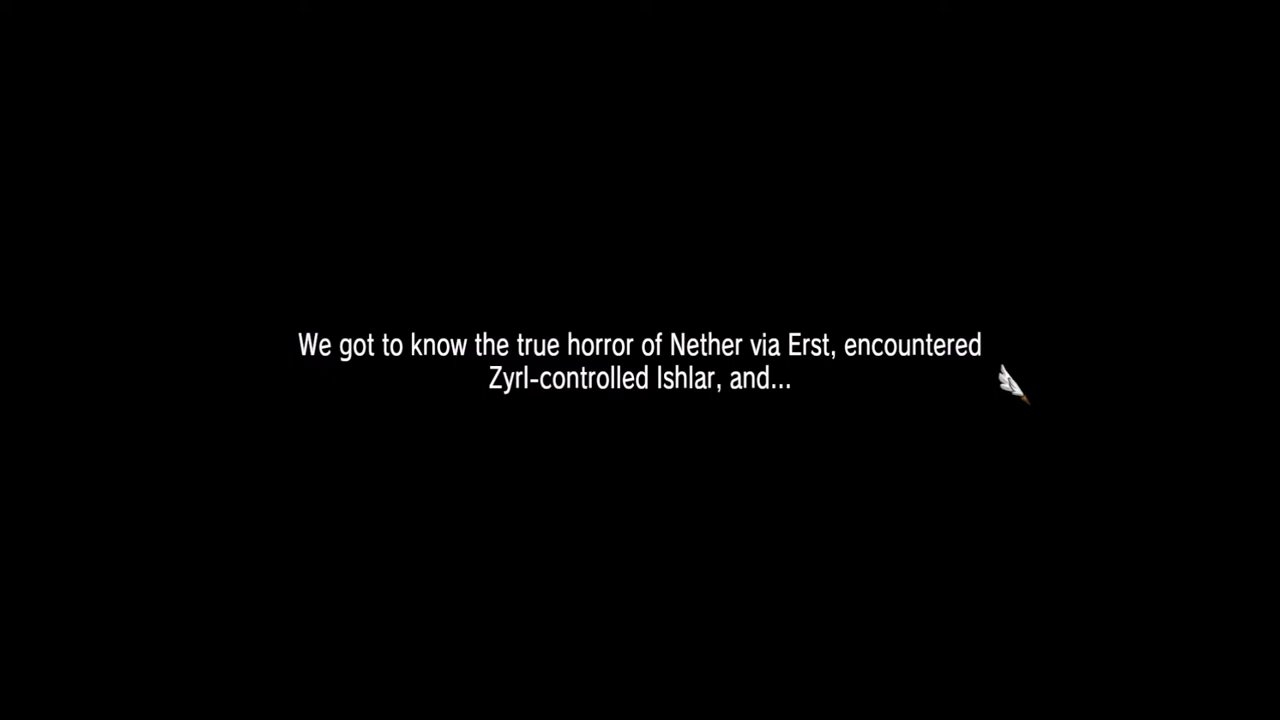 We got to know the true horror of Nether via Erst, encountered
Zyrl-controlled Ishlar, and...